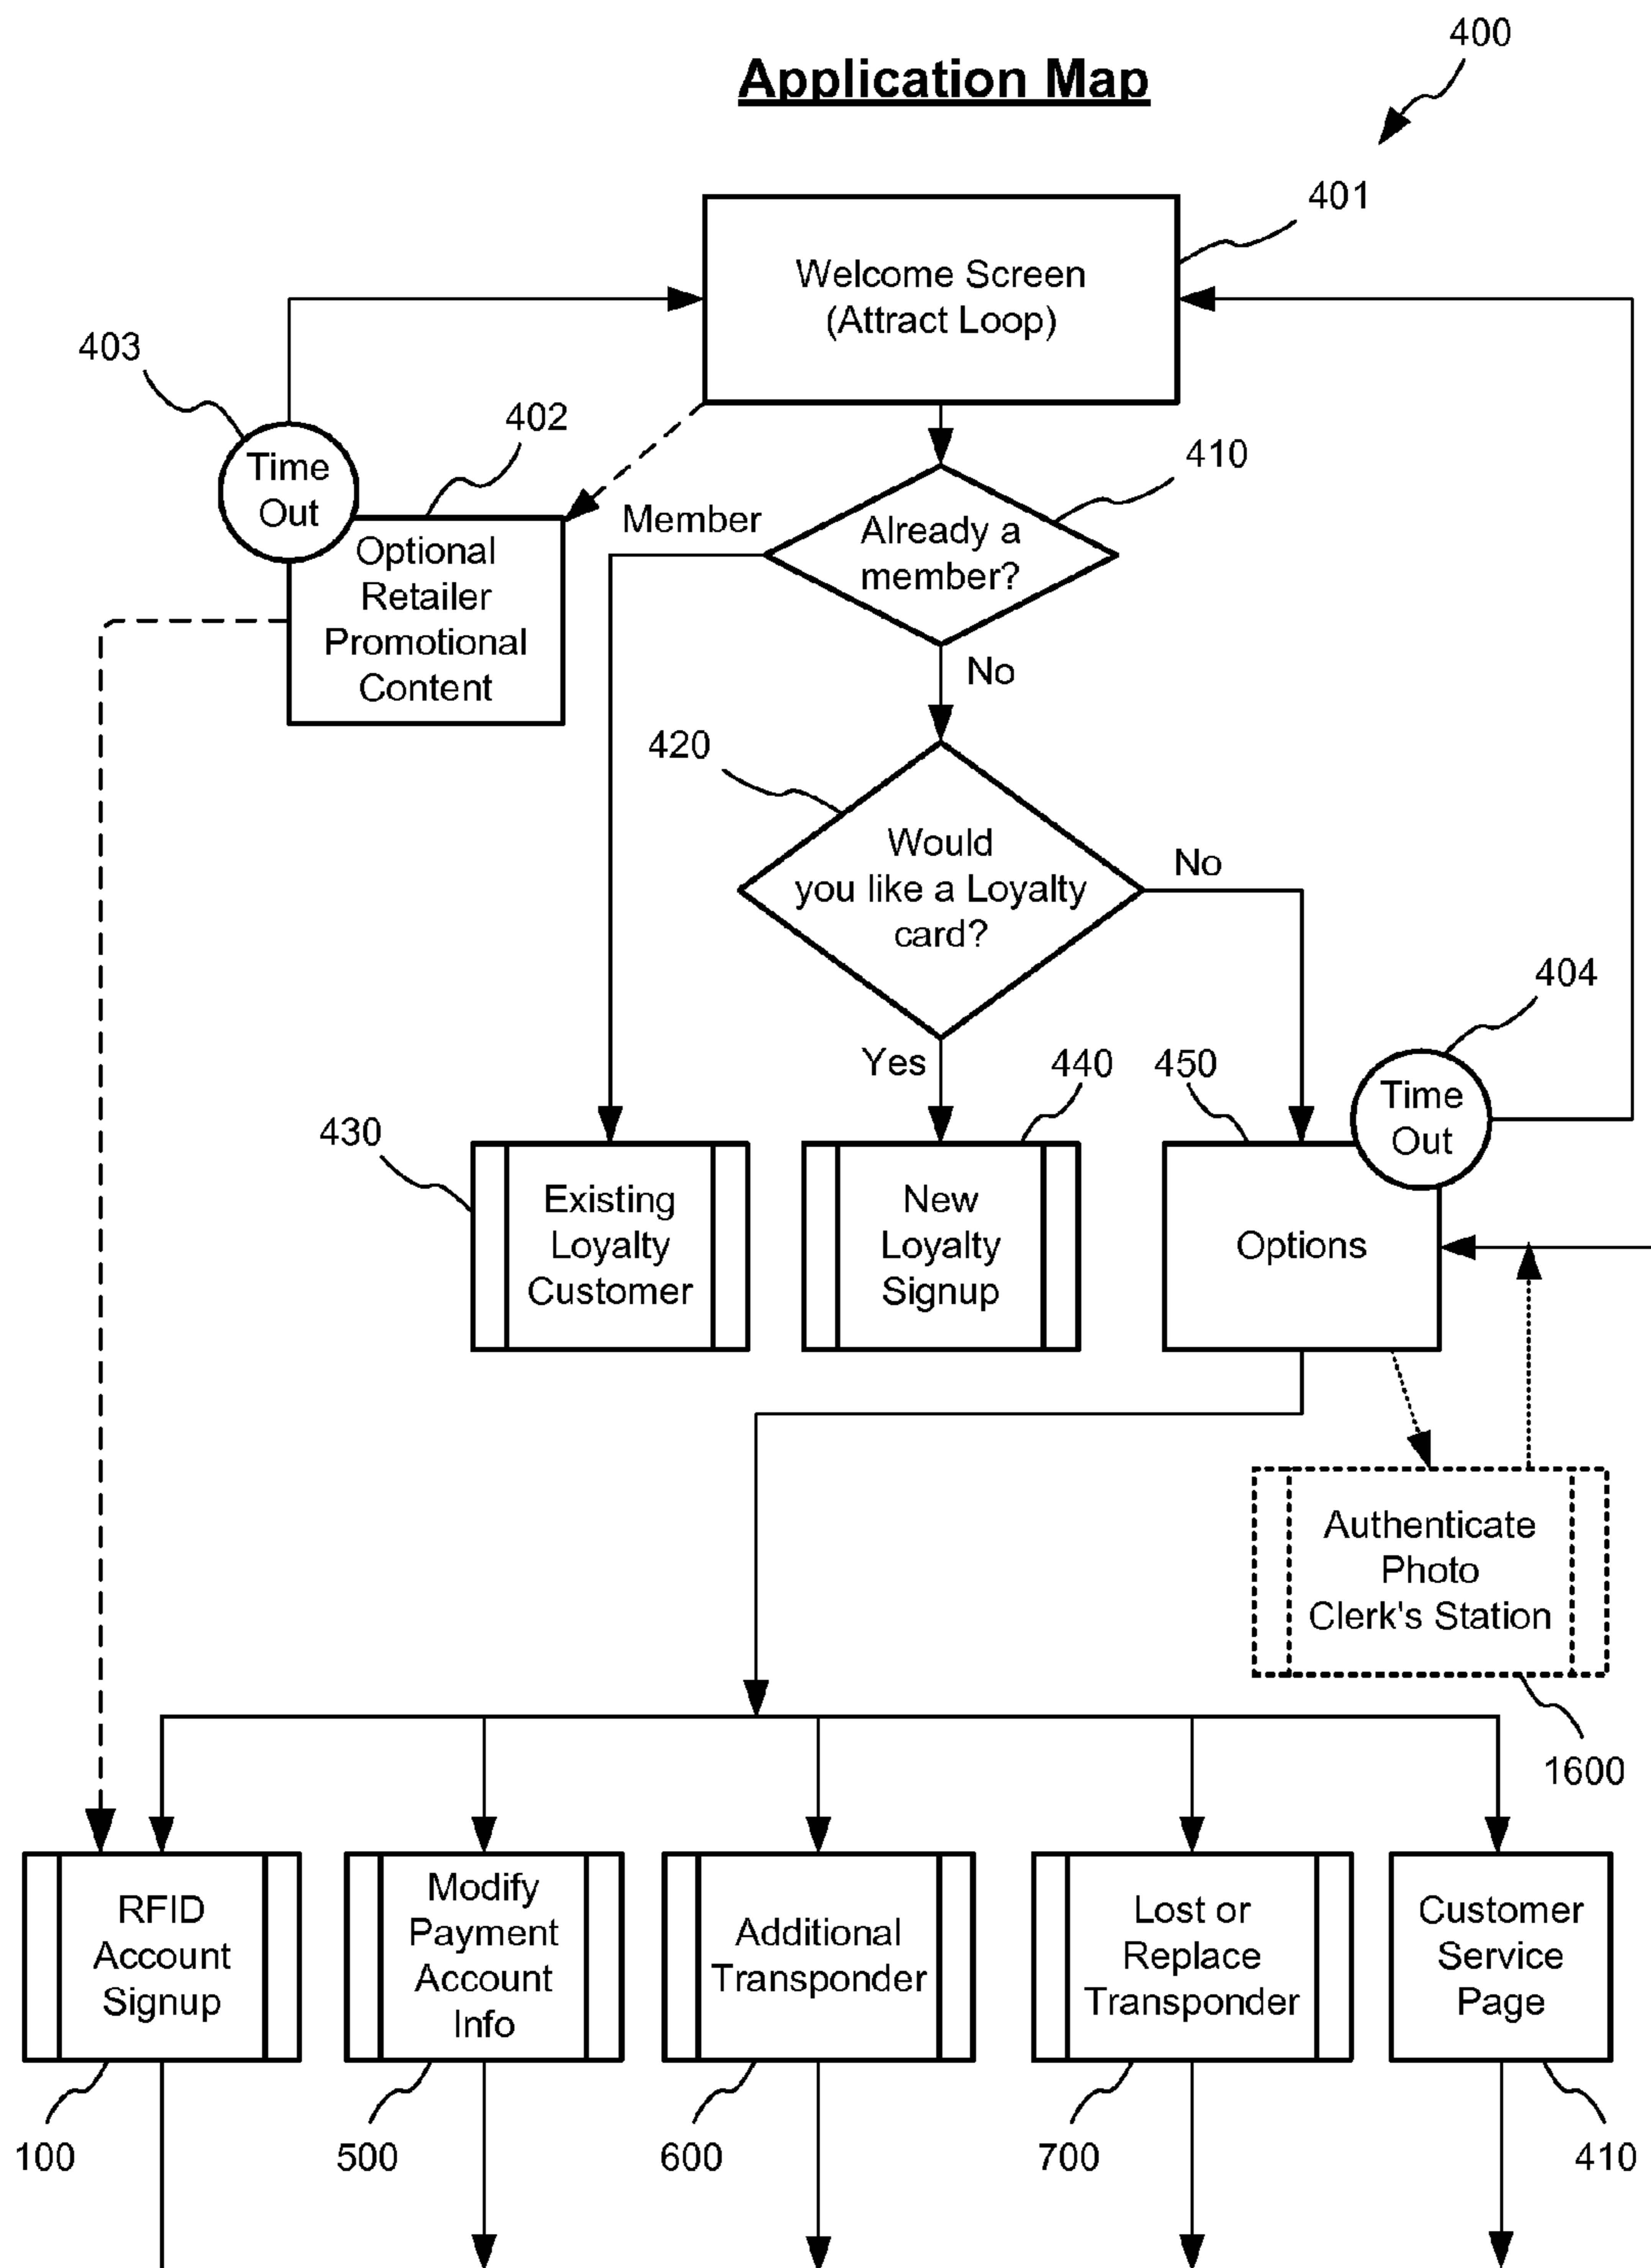 400
Application Map
401
Welcome Screen
(Attract Loop)
403
402
Time
Out
410
Member
Already a
member?
Optional
Retailer
Promotional
Content
No
420
Would
you like a Loyalty
card?
No
404
Yes
440
450
Time
Out
430
Existing
Loyalty
Customer
New
Loyalty
Signup
Options
Authenticate
Photo
Clerk's Station
1600
RFID
Account
Signup
Modify
Payment
Account
Info
Additional
Transponder
Lost or
Replace
Transponder
Customer
Service
Page
100
500
600
700
410